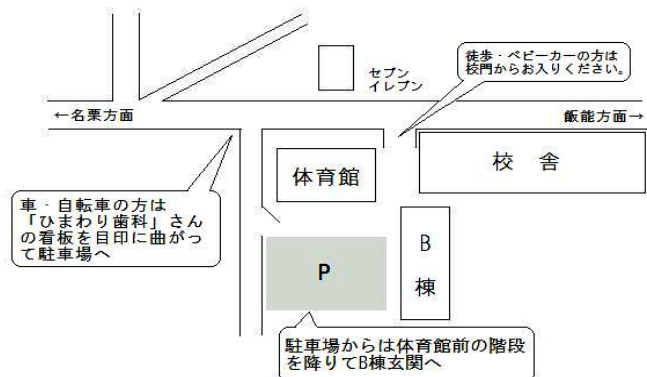 徒歩・ベビーカーの方は
校門からお入りください。
セブン
イレブン
←名栗方面
飯能方面→
体育館
校 舎
車・自転車の方は
「ひまわり歯科」さん
の看板を目印に曲がっ
て駐車場へ
P
B
棟
駐車場からは体育館前の階段
を降りてB棟玄関へ